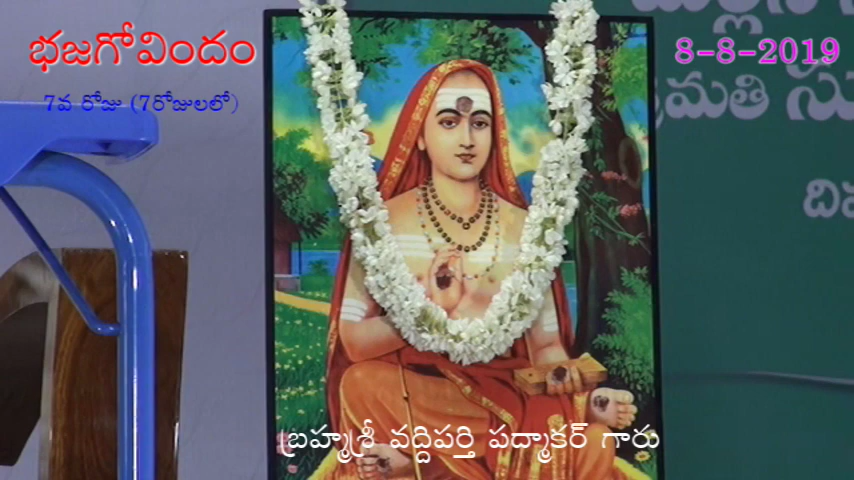 భజగోవిందం
8-8-2019
7వ రోజు (7రోజులలో)
బ్రహ్మశ్రీ వద్దిపర్తి పద్మాకర్ గారు